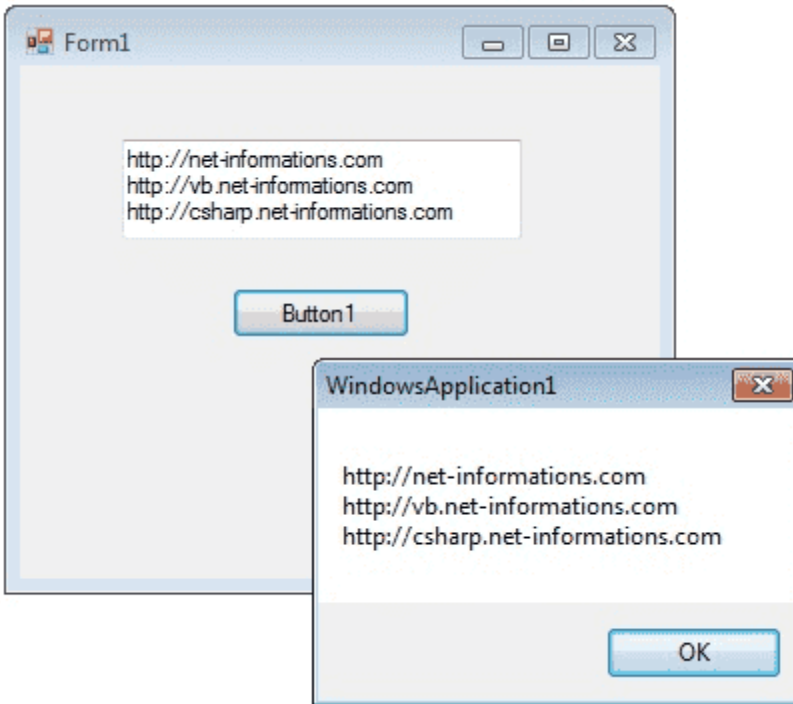 Form1
http://net-informations.com
http://vb.net-informations.com
http://csharp.net-informations.com
Button1
WindowsApplication1
http://net-informations.com
http://vb.net-informations.com
http://csharp.net-informations.com
OK